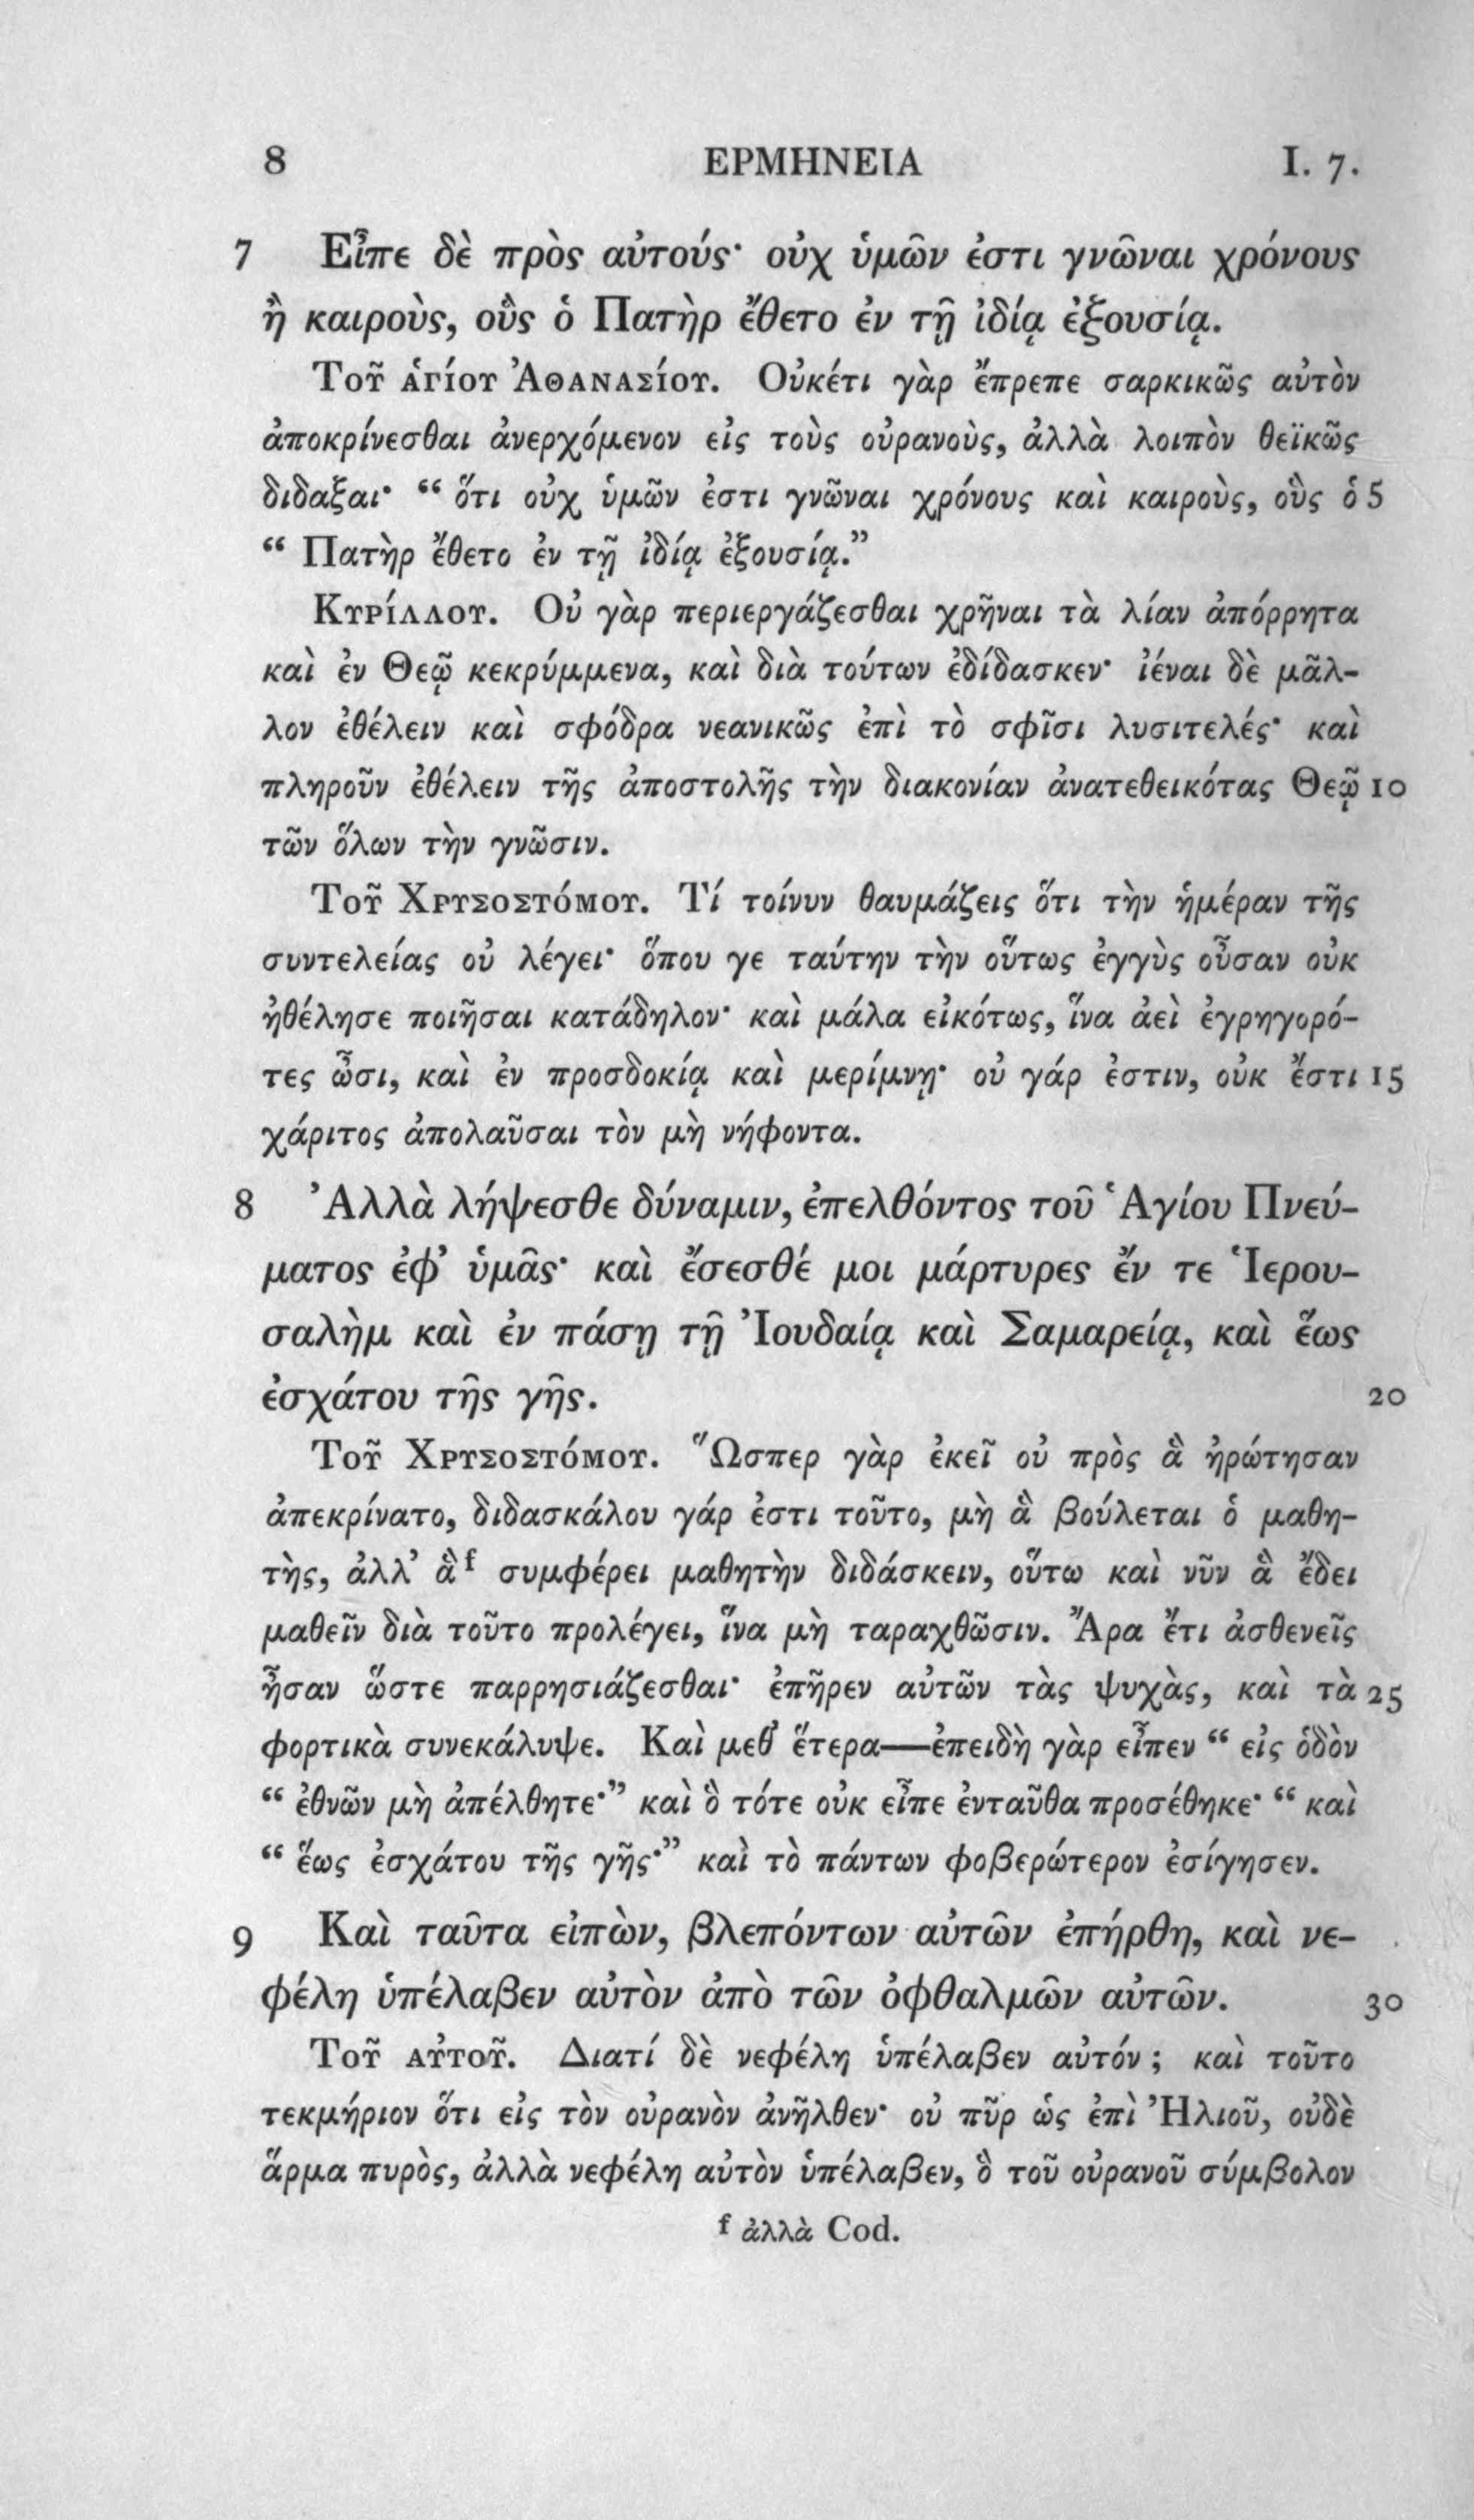 8 ΕΡΜΗΝΕΙΑ I. 7.
7 Εἶπε δὲ πρὸς αὐτούς· οὐχ ὑμῶν ἐστι γνῶναι χρόνους
ἢ καιροὺς, οὓς ὁ Πατὴρ ἔθετο ἐν τῇ ἰδίᾳ ἐξουσίᾳ.
Τοῦ ἁγίου Ἀθανασίου. Οὐκέτι γὰρ ἔπρεπε σαρκικῶς αὐτὸν
ἀποκρίνεσθαι ἀνερχόμενον εἰς τοὺς οὐρανοὺς, ἀλλὰ λοιπὸν θεϊκῶς
διδαξαι· “ ὅτι οὐχ ὑμῶν ἐστι γνῶναι χρόνους καὶ καιροὺς, οὓς ὁ 5
“ Πατὴρ ἔθετο ἐν τῇ ἰδίᾳ ἐξουσίᾳ.”
Κυρίλλου. Οὐ γὰρ περιεργάζεσθαι χρῆναι τὰ λίαν ἀπόρρητα
καὶ ἐν Θεῷ κεκρύμμενα, καὶ διὰ τούτων ἐδίδασκεν· ἰέναι δὲ μᾶλ-
λον ἐθέλειν καὶ σφόδρα νεανικῶς ἐπὶ τὸ σφῖσι λυσιτελές· καὶ
πληροῦν ἐθέλειν τῆς ἀποστολῆς τὴν διακονίαν ἀνατεθεικότας Θεῷ 10
τῶν ὅλων τὴν γνῶσιν.
Τοῦ Χρυσοστόμου. Τί τοίνυν θαυμάζεις ὅτι τὴν ἡμέραν τῆς
συντελείας οὐ λέγει· ὅπου γε ταύτην τὴν οὕτως ἐγγὺς οὖσαν οὐκ
ἠθέλησε ποιῆσαι κατάδηλον· καὶ μάλα εἰκότως, ἵνα ἀεὶ ἐγρηγορό-
τες ὦσι, καὶ ἐν προσδοκίᾳ καὶ μερίμνῃ· οὐ γάρ ἐστιν, οὐκ ἔστι 15
χάριτος ἀπολαῦσαι τὸν μὴ νήφοντα.
8 Ἀλλὰ λήψεσθε δύναμιν, ἐπελθόντος τοῦ Ἁγίου Πνεύ-
ματος ἐφ’ ὑμᾶς· καὶ ἔσεσθέ μοι μάρτυρες ἔν τε Ἱερου-
σαλὴμ καὶ ἐν πάσῃ τῇ Ἰουδαίᾳ καὶ Σαμαρείᾳ, καὶ ἕως
ἐσχάτου τῆς γῆς. 20
Τοῦ Χρυσοστόμου. Ὥσπερ γὰρ ἐκεῖ οὐ πρὸς ἃ ἠρώτησαν
ἀπεκρίνατο, διδασκάλου γάρ ἐστι τοῦτο, μὴ ἃ βούλεται ὁ μαθη-
τὴς, ἀλλ’ ἃ f συμφέρει μαθητὴν διδάσκειν, οὕτω καὶ νῦν ἃ ἔδει
μαθεῖν διὰ τοῦτο προλέγει, ἵνα μὴ ταραχθῶσιν. Ἄρα ἔτι ἀσθενεῖς
ἦσαν ὥστε παρρησιάζεσθαι· ἐπῆρεν αὐτῶν τὰς ψυχὰς, καὶ τὰ 25
φορτικὰ συνεκάλυψε. Καὶ μεθ’ ἕτερα—ἐπειδὴ γὰρ εἶπεν “ εἰς ὁδὸν
“ ἐθνῶν μὴ ἀπέλθητε·” καὶ ὃ τότε οὐκ εἶπε ἐνταῦθα προσέθηκε· “ καὶ
“ ἕως ἐσχάτου τῆς γῆς·” καὶ τὸ πάντων φοβερώτερον ἐσίγησεν.
9 Καὶ ταῦτα εἰπὼν, βλεπόντων αὐτῶν ἐπήρθη, καὶ νε-
φέλη ὑπέλαβεν αὐτὸν ἀπὸ τῶν ὀφθαλμῶν αὐτῶν. 30
Τοῦ αὐτοῦ. Διατί δὲ νεφέλη ὑπέλαβεν αὐτόν; καὶ τοῦτο
τεκμήριον ὅτι εἰς τὸν οὐρανὸν ἀνῆλθεν· οὐ πῦρ ὡς ἐπὶ Ἠλιοῦ, οὐδὲ
ἅρμα πυρὸς, ἀλλὰ νεφέλη αὐτὸν ὑπέλαβεν, ὃ τοῦ οὐρανοῦ σύμβολον
f ἀλλὰ Cod.